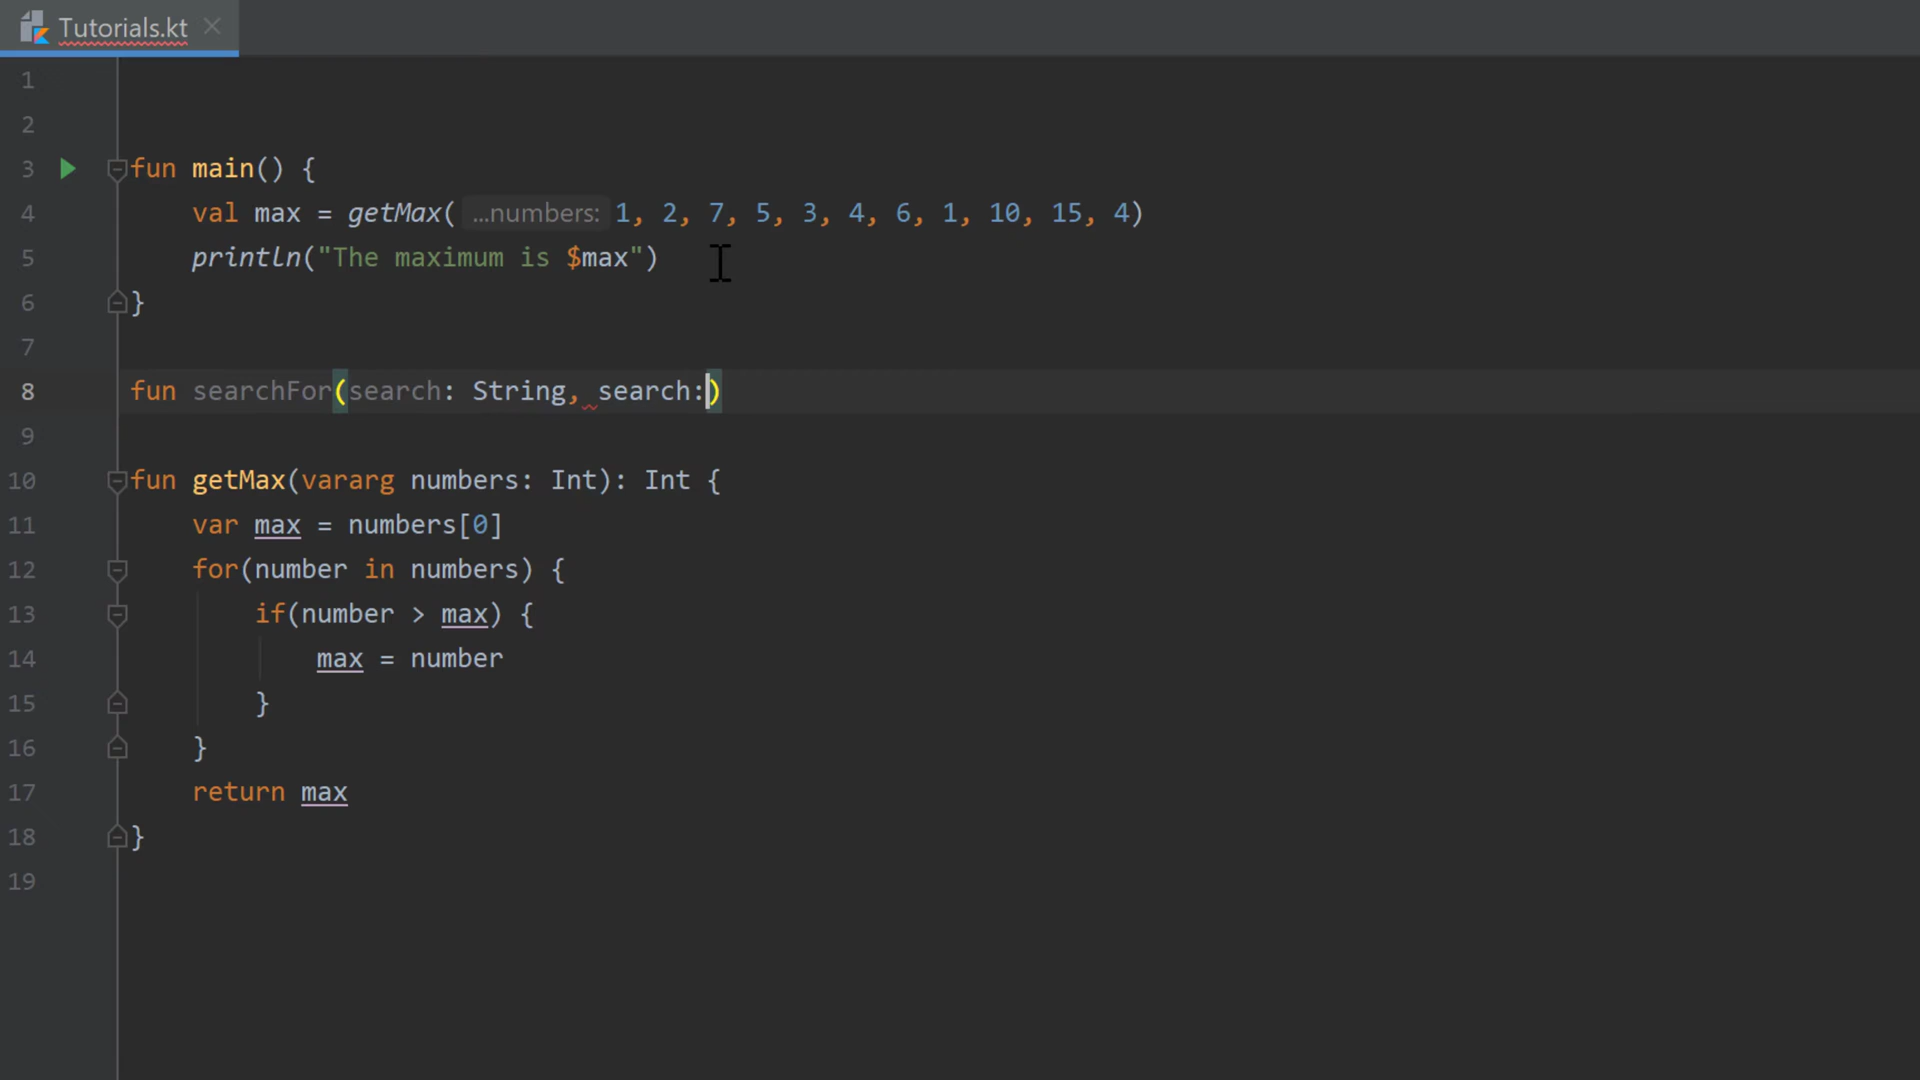 Tutorials.kt
1
2
3 fun main() {
4 val max = getMax( ...numbers: 1, 2, 7, 5, 3, 4, 6, 1, 10, 15, 4)
5 println("The maximum is $max")
6 }
7
8 fun searchFor(search: String, search:)
9
10 fun getMax(vararg numbers: Int): Int {
11 var max = numbers[0]
12 for(number in numbers) {
13 if(number > max) {
14 max = number
15 }
16 }
17 return max
18 }
19